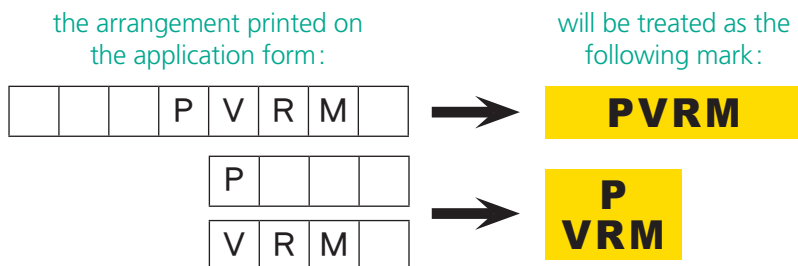 the arrangement printed on
the application form:
will be treated as the
following mark:
P V R M
PVRM
P
V R M
P
VRM